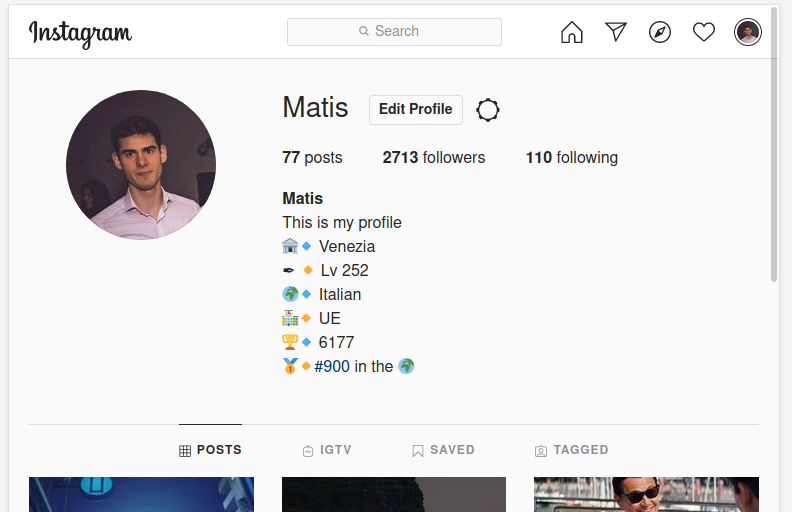 Instagram
Search
Matis Edit Profile
77 posts 2713 followers 110 following
Matis
This is my profile
Venezia
Lv 252
Italian
UE
6177
#900 in the
POSTS IGTV SAVED TAGGED